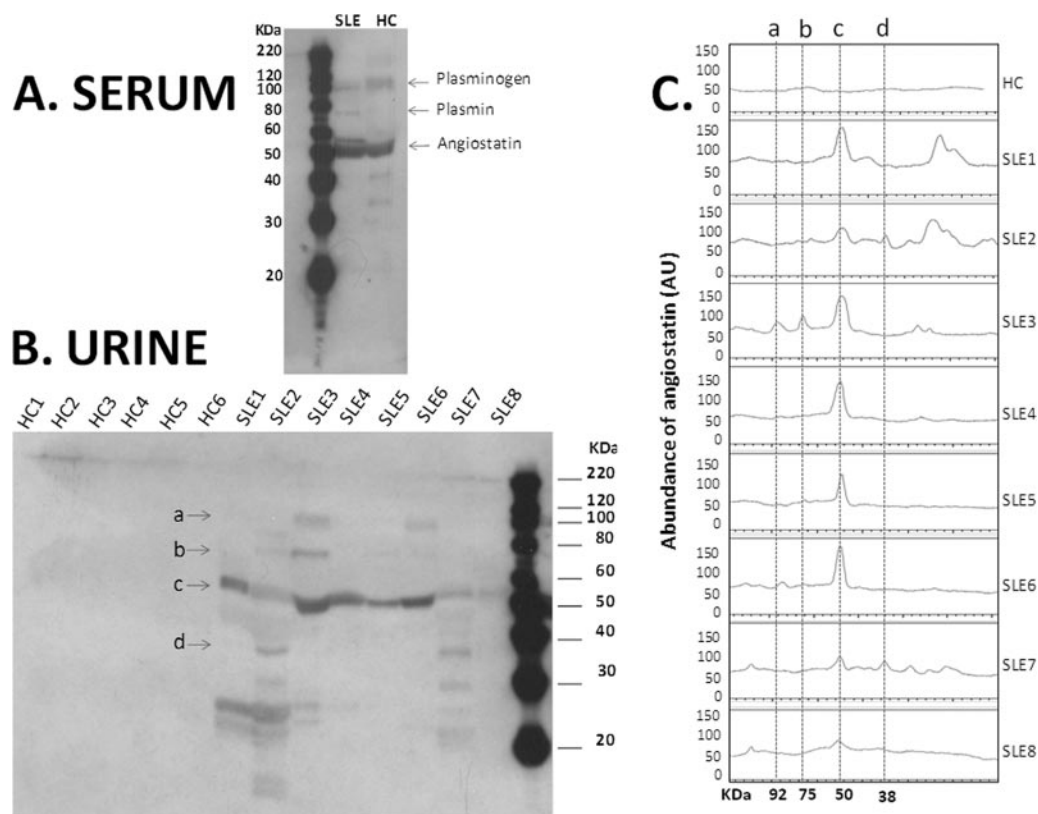 A. SERUM
SLE HC
KDa
220
120
100
80
60
50
40
30
20
Plasminogen
Plasmin
Angiostatin
B. URINE
HC1 HC2 HC3 HC4 HC5 HC6 SLE1 SLE2 SLE3 SLE4 SLE5 SLE6 SLE7 SLE8
a
b
c
d
KDa
220
120
100
80
60
50
40
30
20
C.
a b c d
Abundance of angiostatin (AU)
150
100
50
0
HC
150
100
50
0
SLE1
150
100
50
0
SLE2
150
100
50
0
SLE3
150
100
50
0
SLE4
150
100
50
0
SLE5
150
100
50
0
SLE6
150
100
50
0
SLE7
150
100
50
0
SLE8
KDa 92 75 50 38